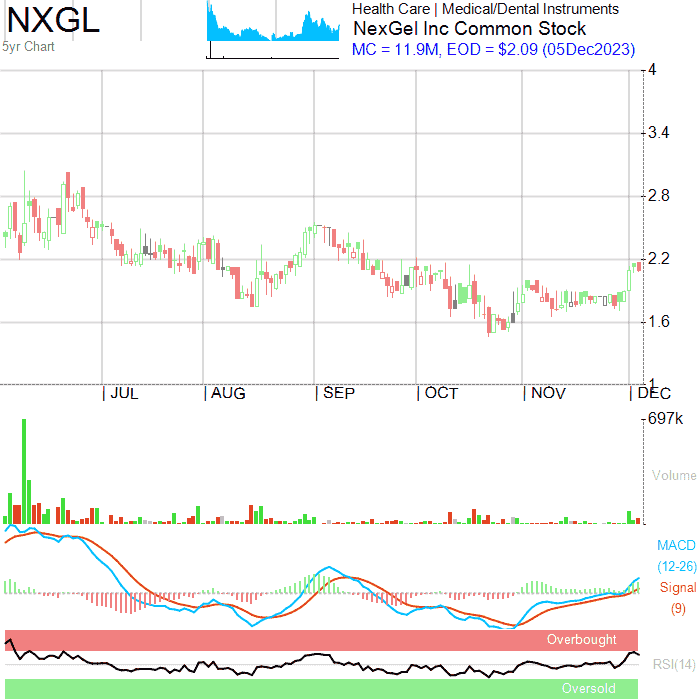 NXGL
5yr Chart
Health Care | Medical/Dental Instruments
NexGel Inc Common Stock
MC = 11.9M, EOD = $2.09 (05Dec2023)
4
3.4
2.8
2.2
1.6
1
| JUL | AUG | SEP | OCT | NOV | DEC
697k
Volume
MACD
(12-26)
Signal
(9)
Overbought
RSI(14)
Oversold